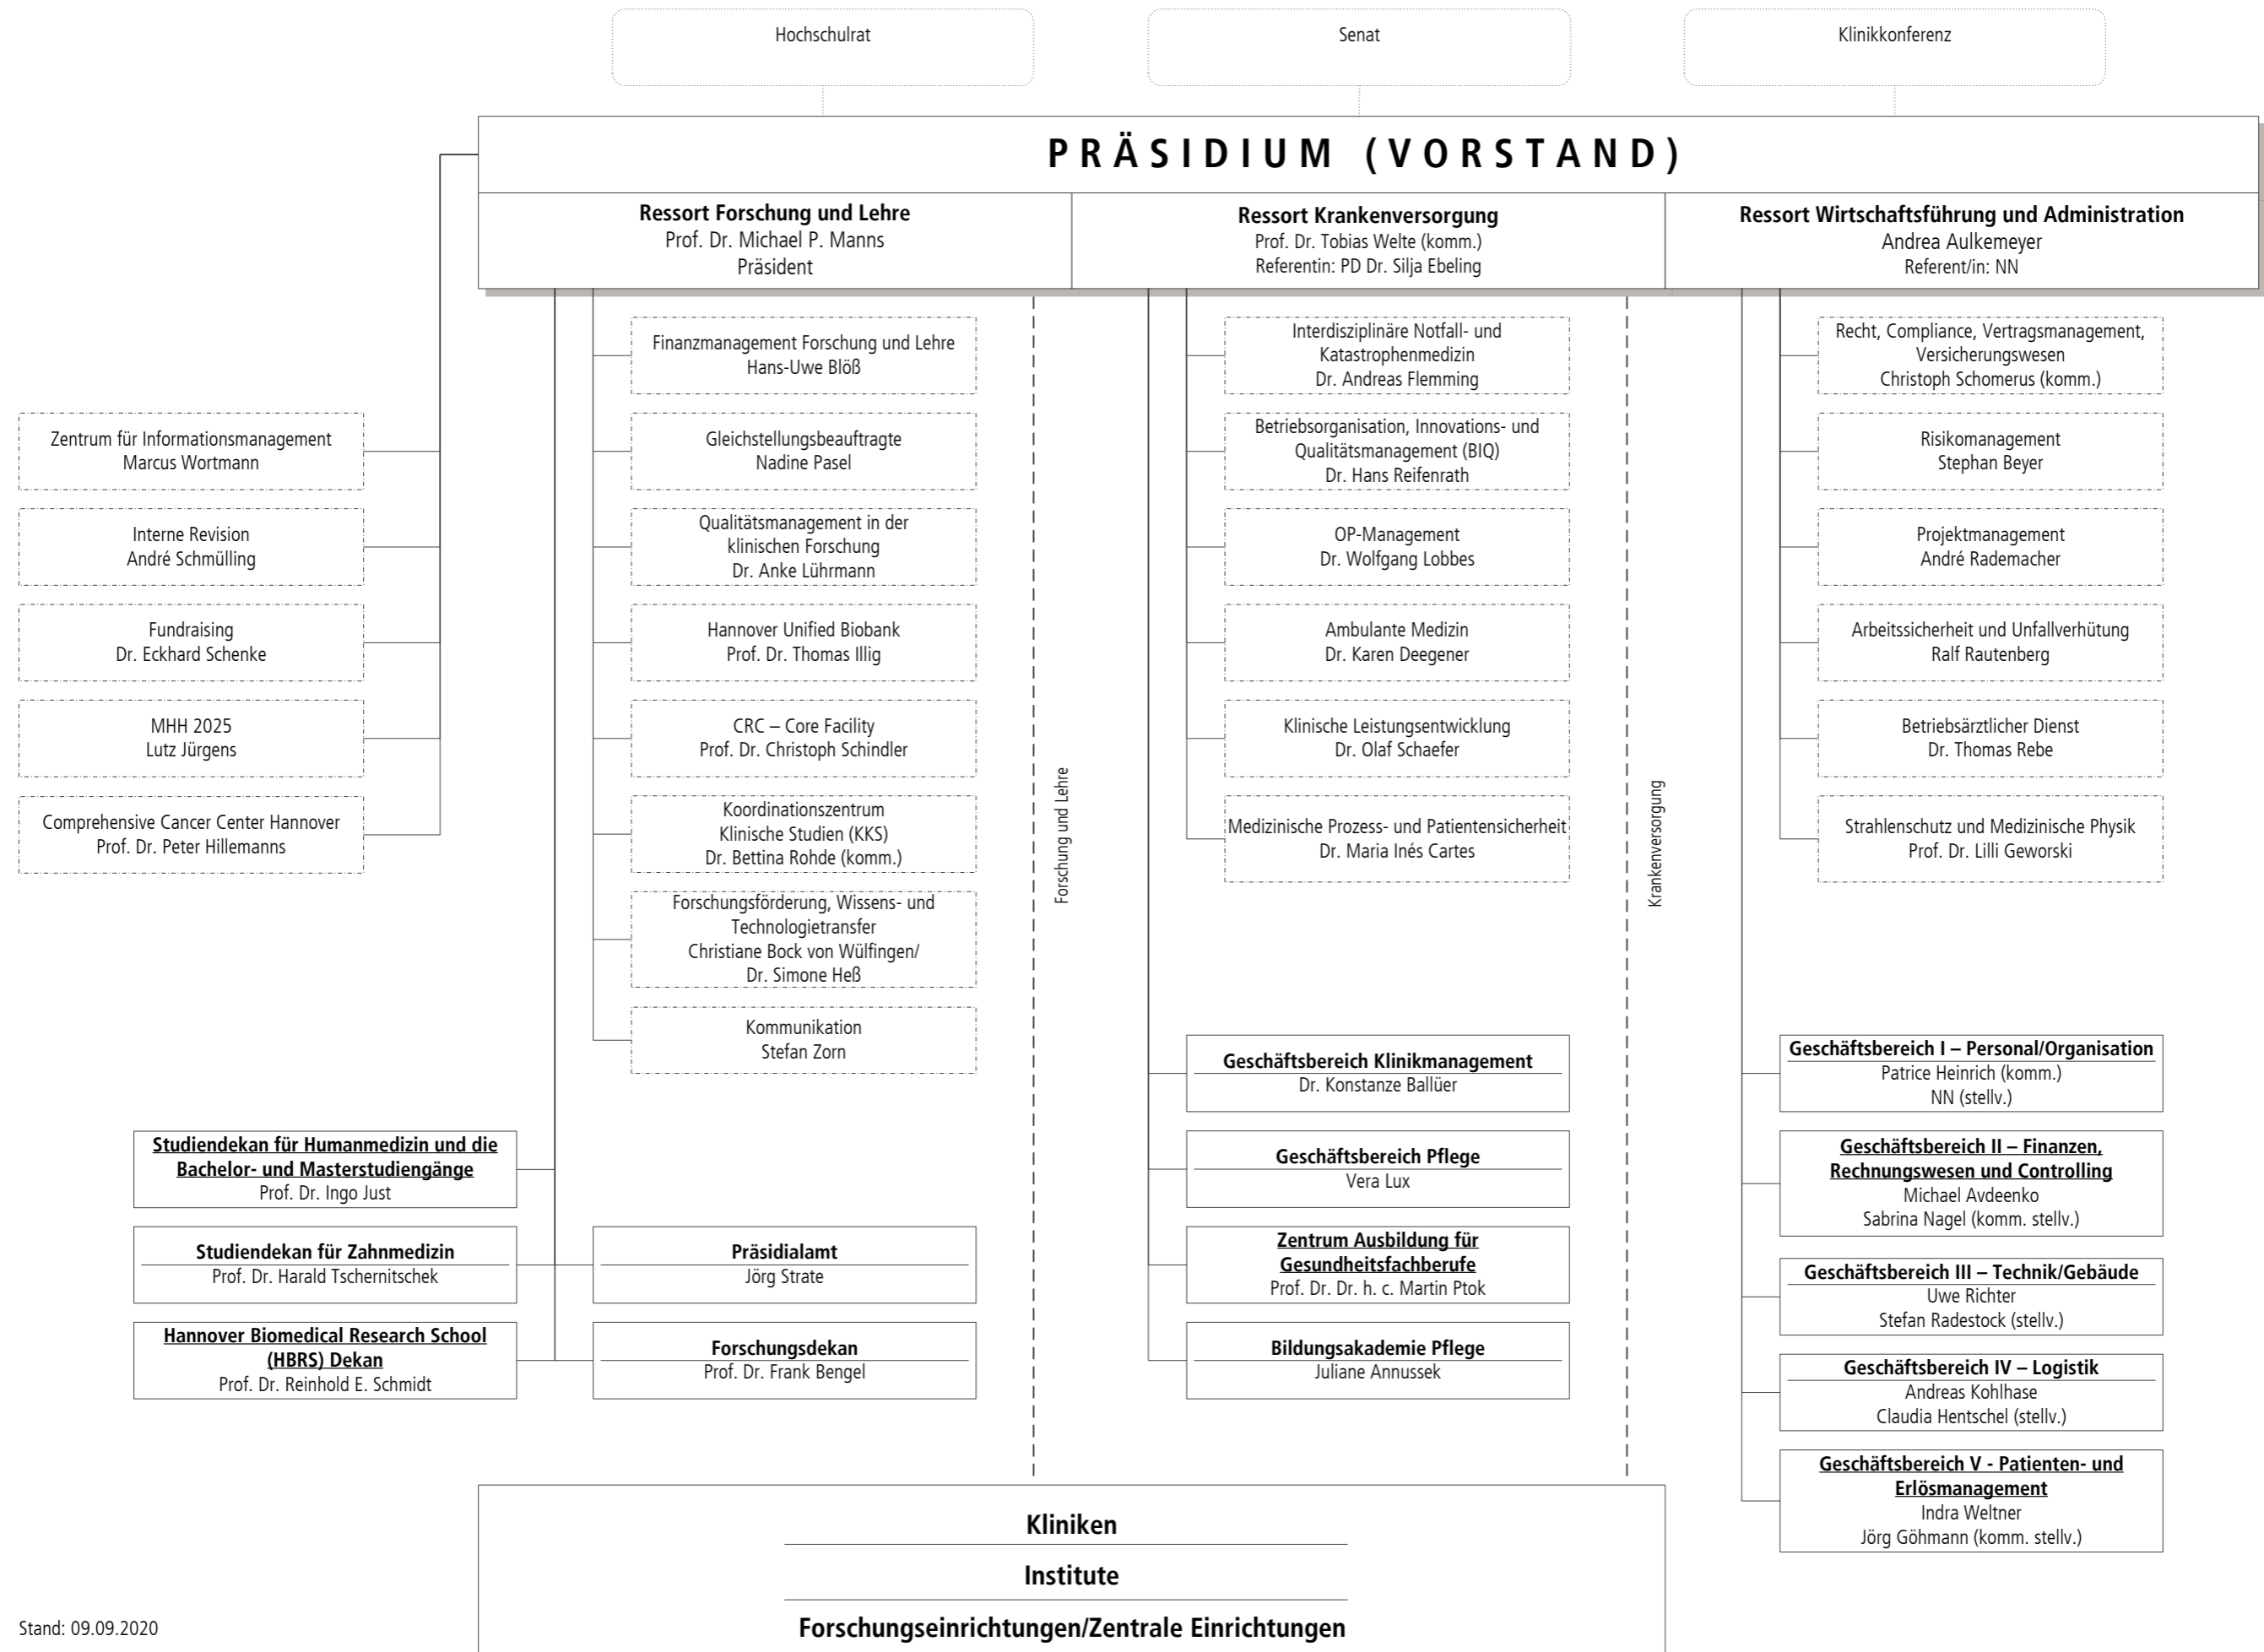 Hochschulrat
Senat
Klinikkonferenz
PRÄSIDIUM (VORSTAND)
Ressort Forschung und Lehre
Prof. Dr. Michael P. Manns
Präsident
Ressort Krankenversorgung
Prof. Dr. Tobias Welte (komm.)
Referentin: PD Dr. Silja Ebeling
Ressort Wirtschaftsführung und Administration
Andrea Aulkemeyer
Referent/in: NN
Zentrum für Informationsmanagement
Marcus Wortmann
Interne Revision
André Schmülling
Fundraising
Dr. Eckhard Schenke
MHH 2025
Lutz Jürgens
Comprehensive Cancer Center Hannover
Prof. Dr. Peter Hillemanns
Finanzmanagement Forschung und Lehre
Hans-Uwe Blöß
Gleichstellungsbeauftragte
Nadine Pasel
Qualitätsmanagement in der
klinischen Forschung
Dr. Anke Lührmann
Hannover Unified Biobank
Prof. Dr. Thomas Illig
CRC – Core Facility
Prof. Dr. Christoph Schindler
Koordinationszentrum
Klinische Studien (KKS)
Dr. Bettina Rohde (komm.)
Forschungsförderung, Wissens- und
Technologietransfer
Christiane Bock von Wülfingen/
Dr. Simone Heß
Kommunikation
Stefan Zorn
Studiendekan für Humanmedizin und die
Bachelor- und Masterstudiengänge
Prof. Dr. Ingo Just
Studiendekan für Zahnmedizin
Prof. Dr. Harald Tschernitschek
Hannover Biomedical Research School
(HBRS) Dekan
Prof. Dr. Reinhold E. Schmidt
Präsidialamt
Jörg Strate
Forschungsdekan
Prof. Dr. Frank Bengel
Forschung und Lehre
Interdisziplinäre Notfall- und
Katastrophenmedizin
Dr. Andreas Flemming
Betriebsorganisation, Innovations- und
Qualitätsmanagement (BIQ)
Dr. Hans Reifenrath
OP-Management
Dr. Wolfgang Lobbes
Ambulante Medizin
Dr. Karen Deegener
Klinische Leistungsentwicklung
Dr. Olaf Schaefer
Medizinische Prozess- und Patientensicherheit
Dr. Maria Inés Cartes
Geschäftsbereich Klinikmanagement
Dr. Konstanze Ballüer
Geschäftsbereich Pflege
Vera Lux
Zentrum Ausbildung für
Gesundheitsfachberufe
Prof. Dr. Dr. h. c. Martin Ptok
Bildungsakademie Pflege
Juliane Annussek
Krankenversorgung
Recht, Compliance, Vertragsmanagement,
Versicherungswesen
Christoph Schomerus (komm.)
Risikomanagement
Stephan Beyer
Projektmanagement
André Rademacher
Arbeitssicherheit und Unfallverhütung
Ralf Rautenberg
Betriebsärztlicher Dienst
Dr. Thomas Rebe
Strahlenschutz und Medizinische Physik
Prof. Dr. Lilli Geworski
Geschäftsbereich I – Personal/Organisation
Patrice Heinrich (komm.)
NN (stellv.)
Geschäftsbereich II – Finanzen,
Rechnungswesen und Controlling
Michael Avdeenko
Sabrina Nagel (komm. stellv.)
Geschäftsbereich III – Technik/Gebäude
Uwe Richter
Stefan Radestock (stellv.)
Geschäftsbereich IV – Logistik
Andreas Kohlhase
Claudia Hentschel (stellv.)
Geschäftsbereich V - Patienten- und
Erlösmanagement
Indra Weltner
Jörg Göhmann (komm. stellv.)
Kliniken
Institute
Forschungseinrichtungen/Zentrale Einrichtungen
Stand: 09.09.2020